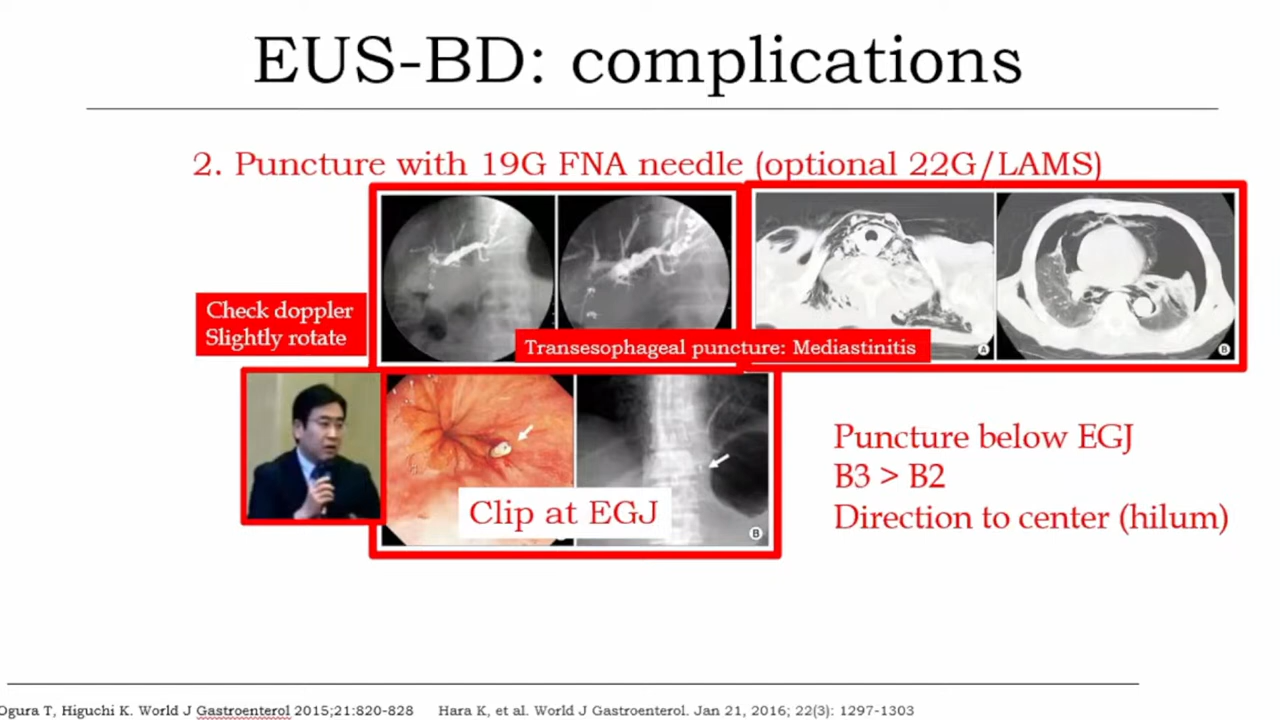 EUS-BD: complications
2. Puncture with 19G FNA needle (optional 22G/LAMS)
Check doppler
Slightly rotate
Transesophageal puncture: Mediastinitis
A
B
Clip at EGJ
B
Puncture below EGJ
B3 > B2
Direction to center (hilum)
Ogura T, Higuchi K. World J Gastroenterol 2015;21:820-828
Hara K, et al. World J Gastroenterol. Jan 21, 2016; 22(3): 1297-1303